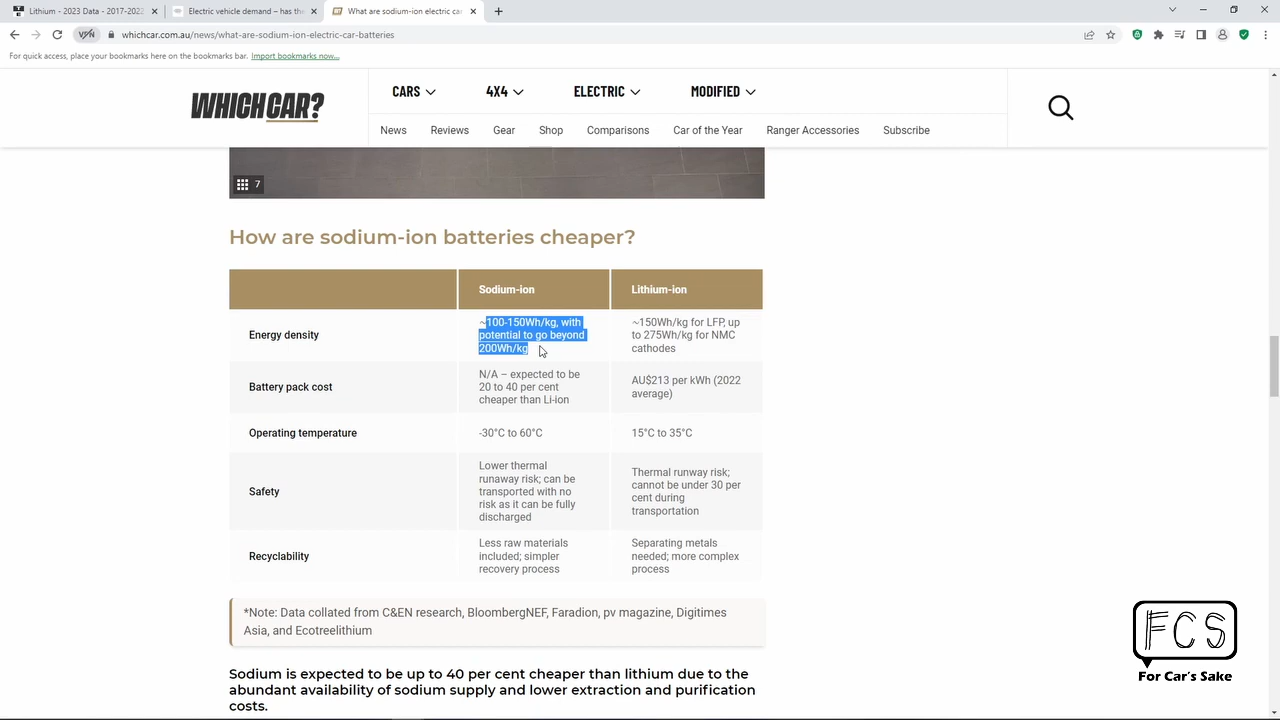 Lithium - 2023 Data - 2017-2022
Electric vehicle demand – has the
What are sodium-ion electric car
VPN
whichcar.com.au/news/what-are-sodium-ion-electric-car-batteries
For quick access, place your bookmarks here on the bookmarks bar. Import bookmarks now...
WHICHCAR?
CARS 4X4 ELECTRIC MODIFIED
News Reviews Gear Shop Comparisons Car of the Year Ranger Accessories Subscribe
7
How are sodium-ion batteries cheaper?
Sodium-ion
Lithium-ion
Energy density
~100-150Wh/kg, with
potential to go beyond
200Wh/kg
~150Wh/kg for LFP, up
to 275Wh/kg for NMC
cathodes
Battery pack cost
N/A – expected to be
20 to 40 per cent
cheaper than Li-ion
AU$213 per kWh (2022
average)
Operating temperature
-30°C to 60°C
15°C to 35°C
Safety
Lower thermal
runaway risk; can be
transported with no
risk as it can be fully
discharged
Thermal runway risk;
cannot be under 30 per
cent during
transportation
Recyclability
Less raw materials
included; simpler
recovery process
Separating metals
needed; more complex
process
*Note: Data collated from C&EN research, BloombergNEF, Faradion, pv magazine, Digitimes
Asia, and Ecotreelithium
Sodium is expected to be up to 40 per cent cheaper than lithium due to the
abundant availability of sodium supply and lower extraction and purification
costs.
FCS
For Car's Sake